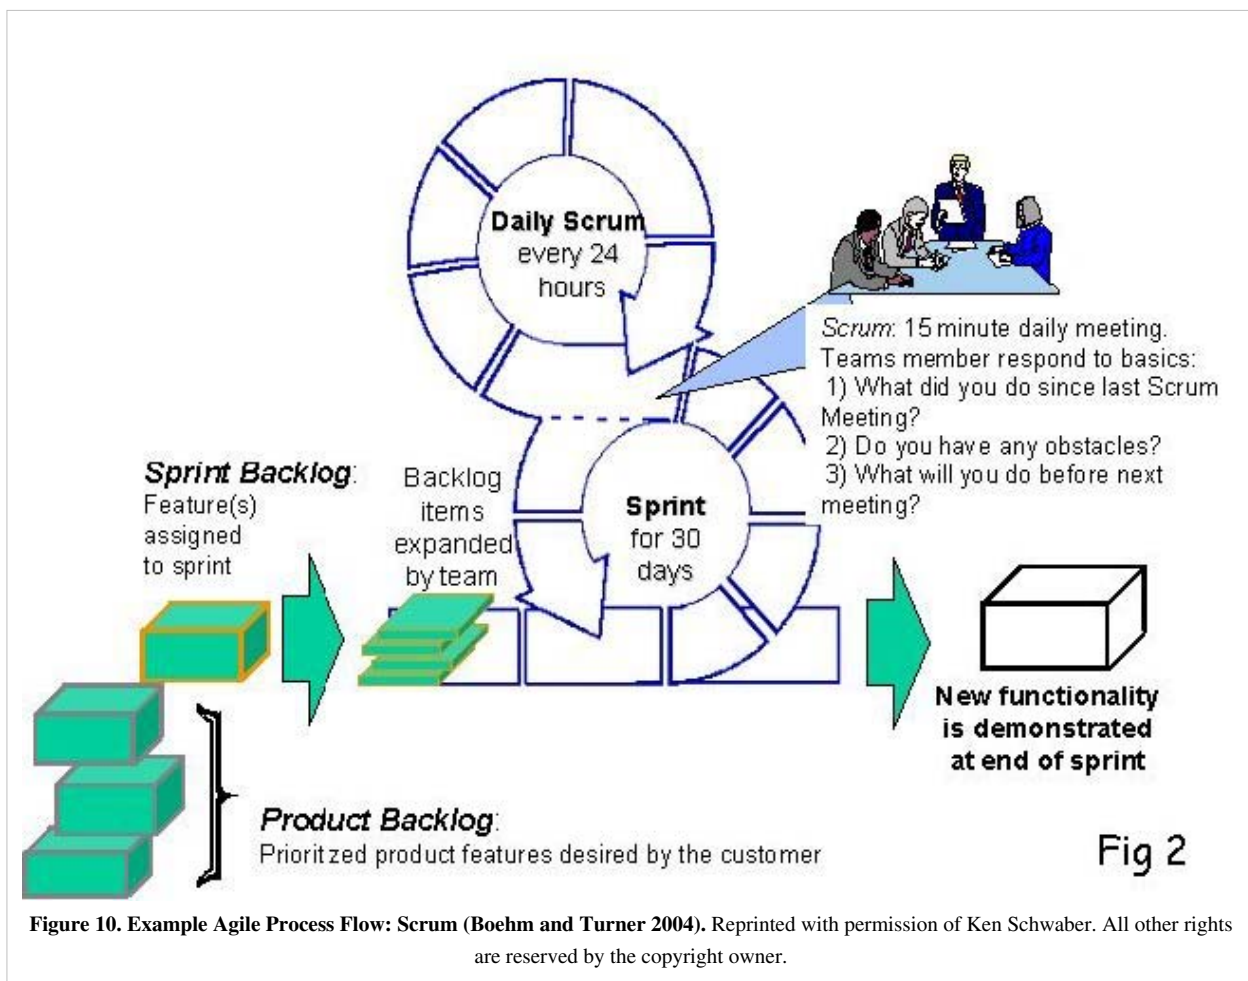 Daily Scrum
every 24
hours
Scrum: 15 minute daily meeting.
Teams member respond to basics:
1) What did you do since last Scrum
Meeting?
2) Do you have any obstacles?
3) What will you do before next
meeting?
Sprint Backlog:
Feature(s)
assigned
to sprint
Backlog
items
expanded
by team
Sprint
for 30
days
New functionality
is demonstrated
at end of sprint
Product Backlog:
Prioritized product features desired by the customer
Fig 2
Figure 10. Example Agile Process Flow: Scrum (Boehm and Turner 2004). Reprinted with permission of Ken Schwaber. All other rights
are reserved by the copyright owner.